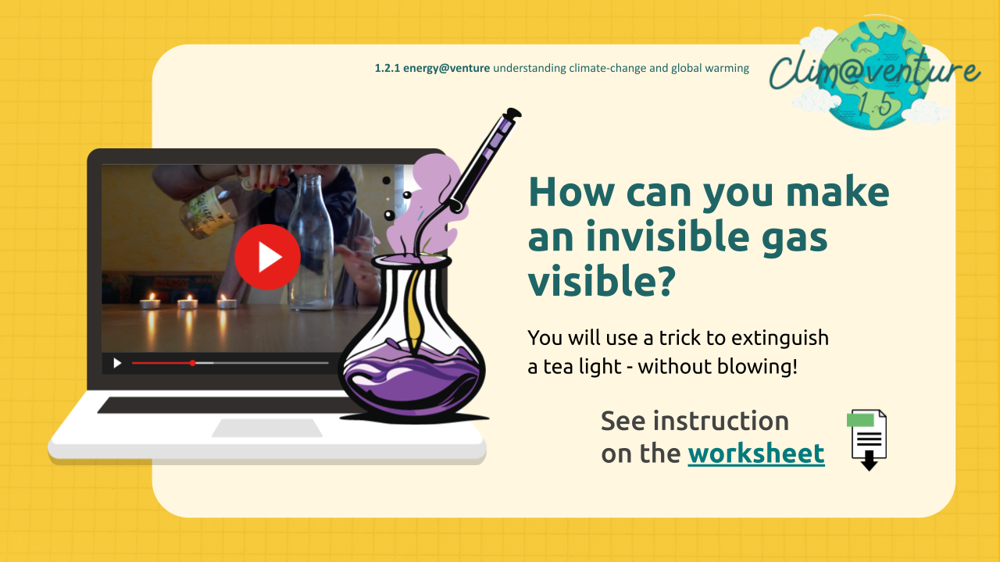 1.2.1 energy@venture understanding climate-change and global warming
Clim@venture
1.5
How can you make
an invisible gas
visible?
You will use a trick to extinguish
a tea light - without blowing!
See instruction
on the worksheet